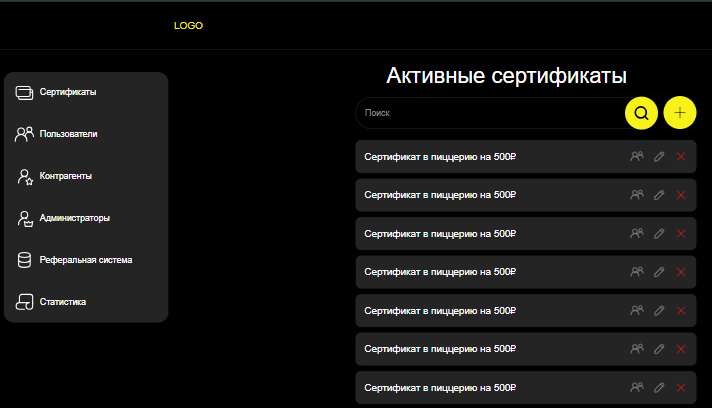 LOGO
Сертификаты
Пользователи
Контрагенты
Администраторы
Реферальная система
Статистика
Активные сертификаты
Поиск
Сертификат в пиццерию на 500₽
Сертификат в пиццерию на 500₽
Сертификат в пиццерию на 500₽
Сертификат в пиццерию на 500₽
Сертификат в пиццерию на 500₽
Сертификат в пиццерию на 500₽
Сертификат в пиццерию на 500₽